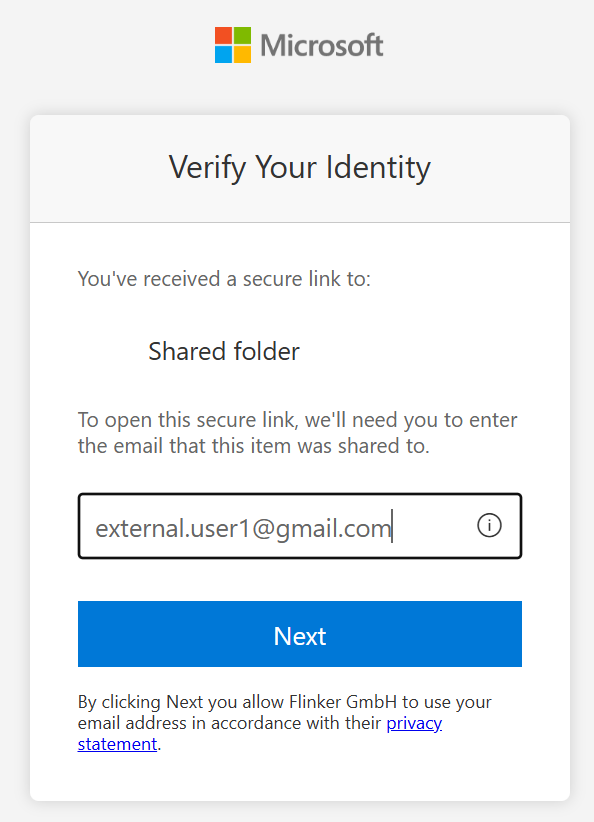 Microsoft
Verify Your Identity
You've received a secure link to:
Shared folder
To open this secure link, we'll need you to enter
the email that this item was shared to.
external.user1@gmail.com
Next
By clicking Next you allow Flinker GmbH to use your
email address in accordance with their privacy
statement.